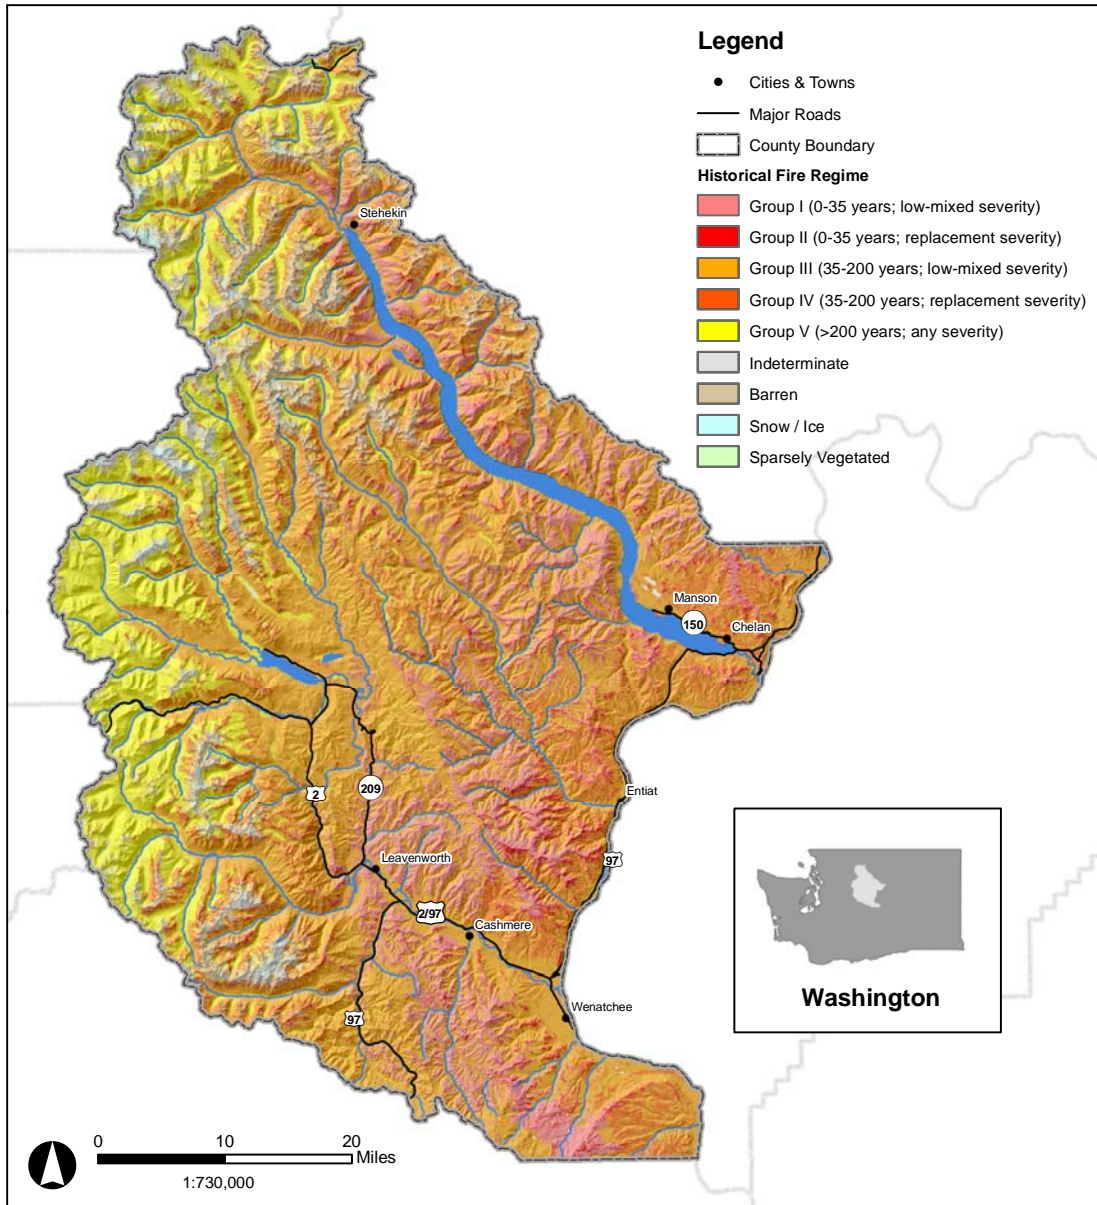 Legend
Cities & Towns
Major Roads
County Boundary
Historical Fire Regime
Group I (0-35 years; low-mixed severity)
Group II (0-35 years; replacement severity)
Group III (35-200 years; low-mixed severity)
Group IV (35-200 years; replacement severity)
Group V (>200 years; any severity)
Indeterminate
Barren
Snow / Ice
Sparsely Vegetated
Stehekin
Manson
150
Chelan
2
209
Entiat
97
Leavenworth
2/97
Cashmere
Wenatchee
97
Washington
0 10 20
Miles
1:730,000